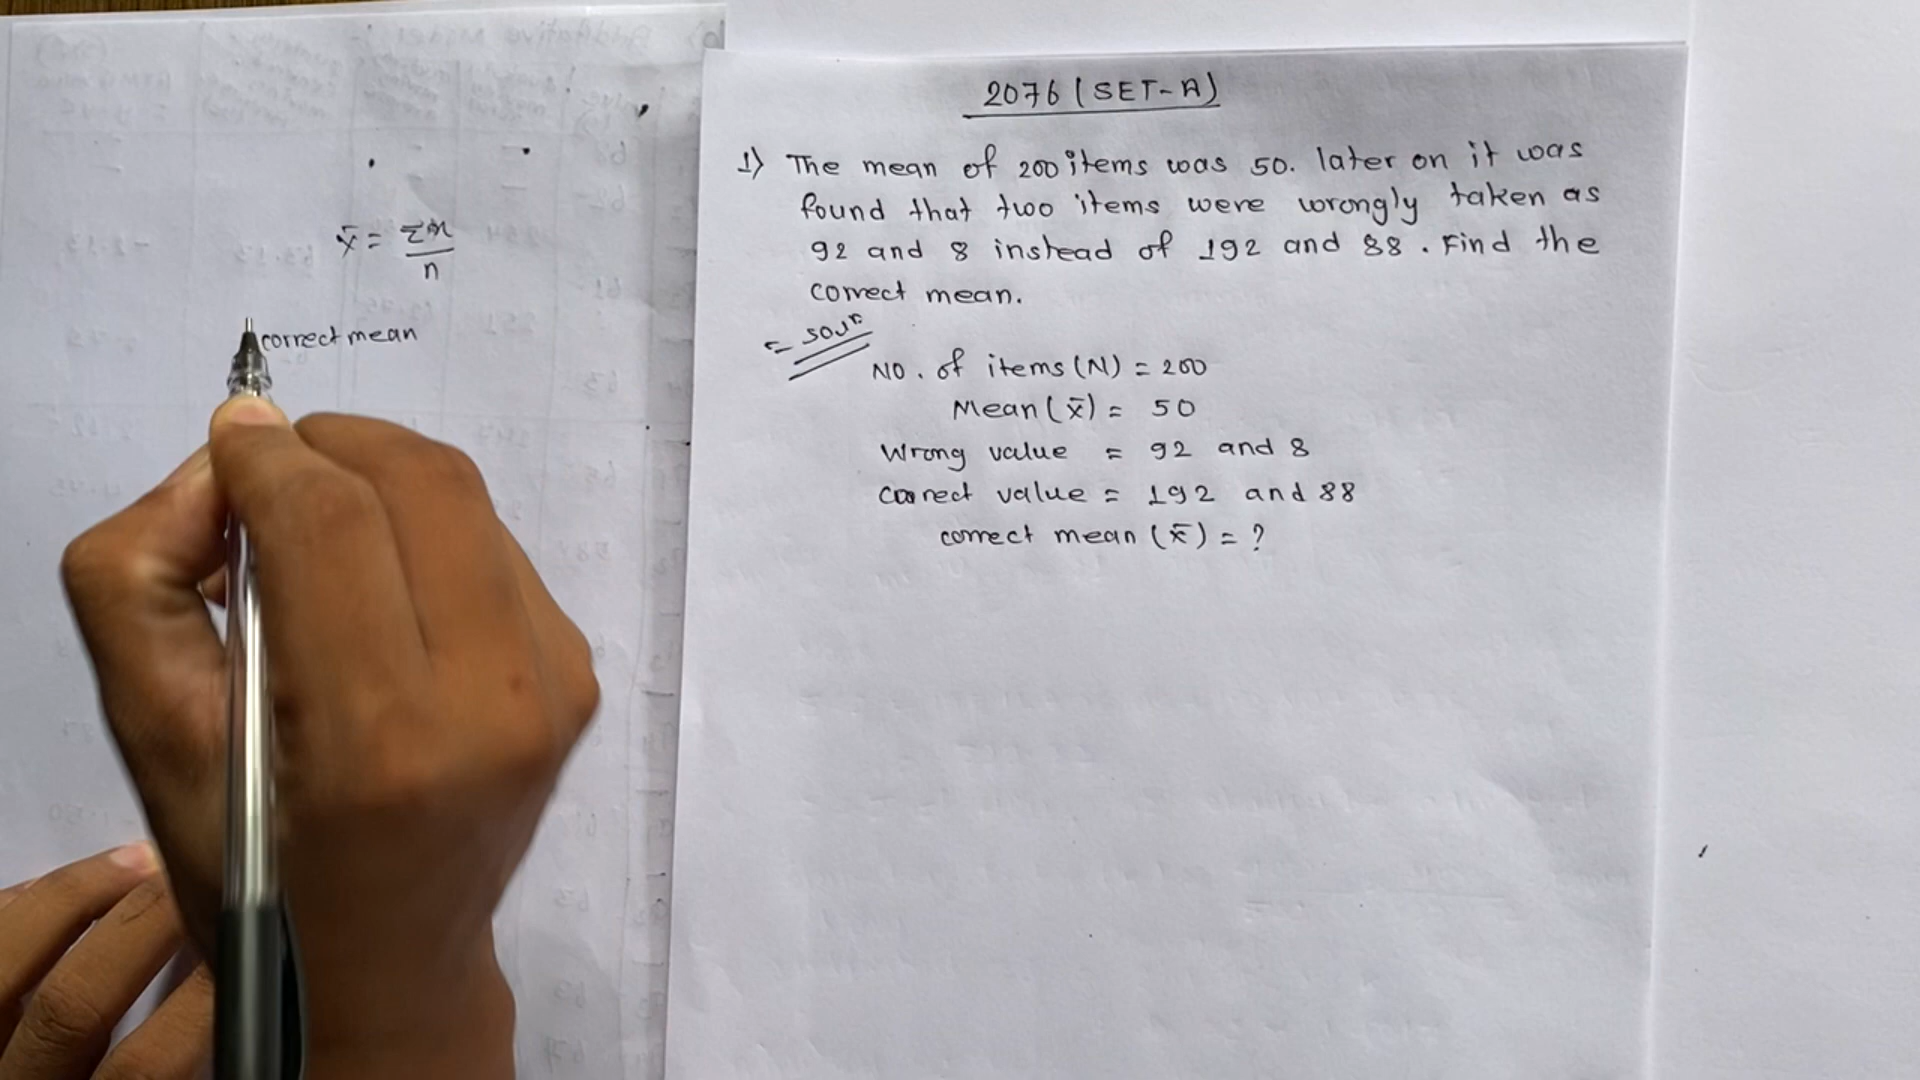 x̄ = Σx
n
correct mean
2076 (SET-A)
1) The mean of 200 items was 50. later on it was
found that two items were wrongly taken as
92 and 8 instead of 192 and 88. Find the
correct mean.
= Soln
NO. of items (N) = 200
Mean (x̄) = 50
Wrong value = 92 and 8
correct value = 192 and 88
correct mean (x̄) = ?